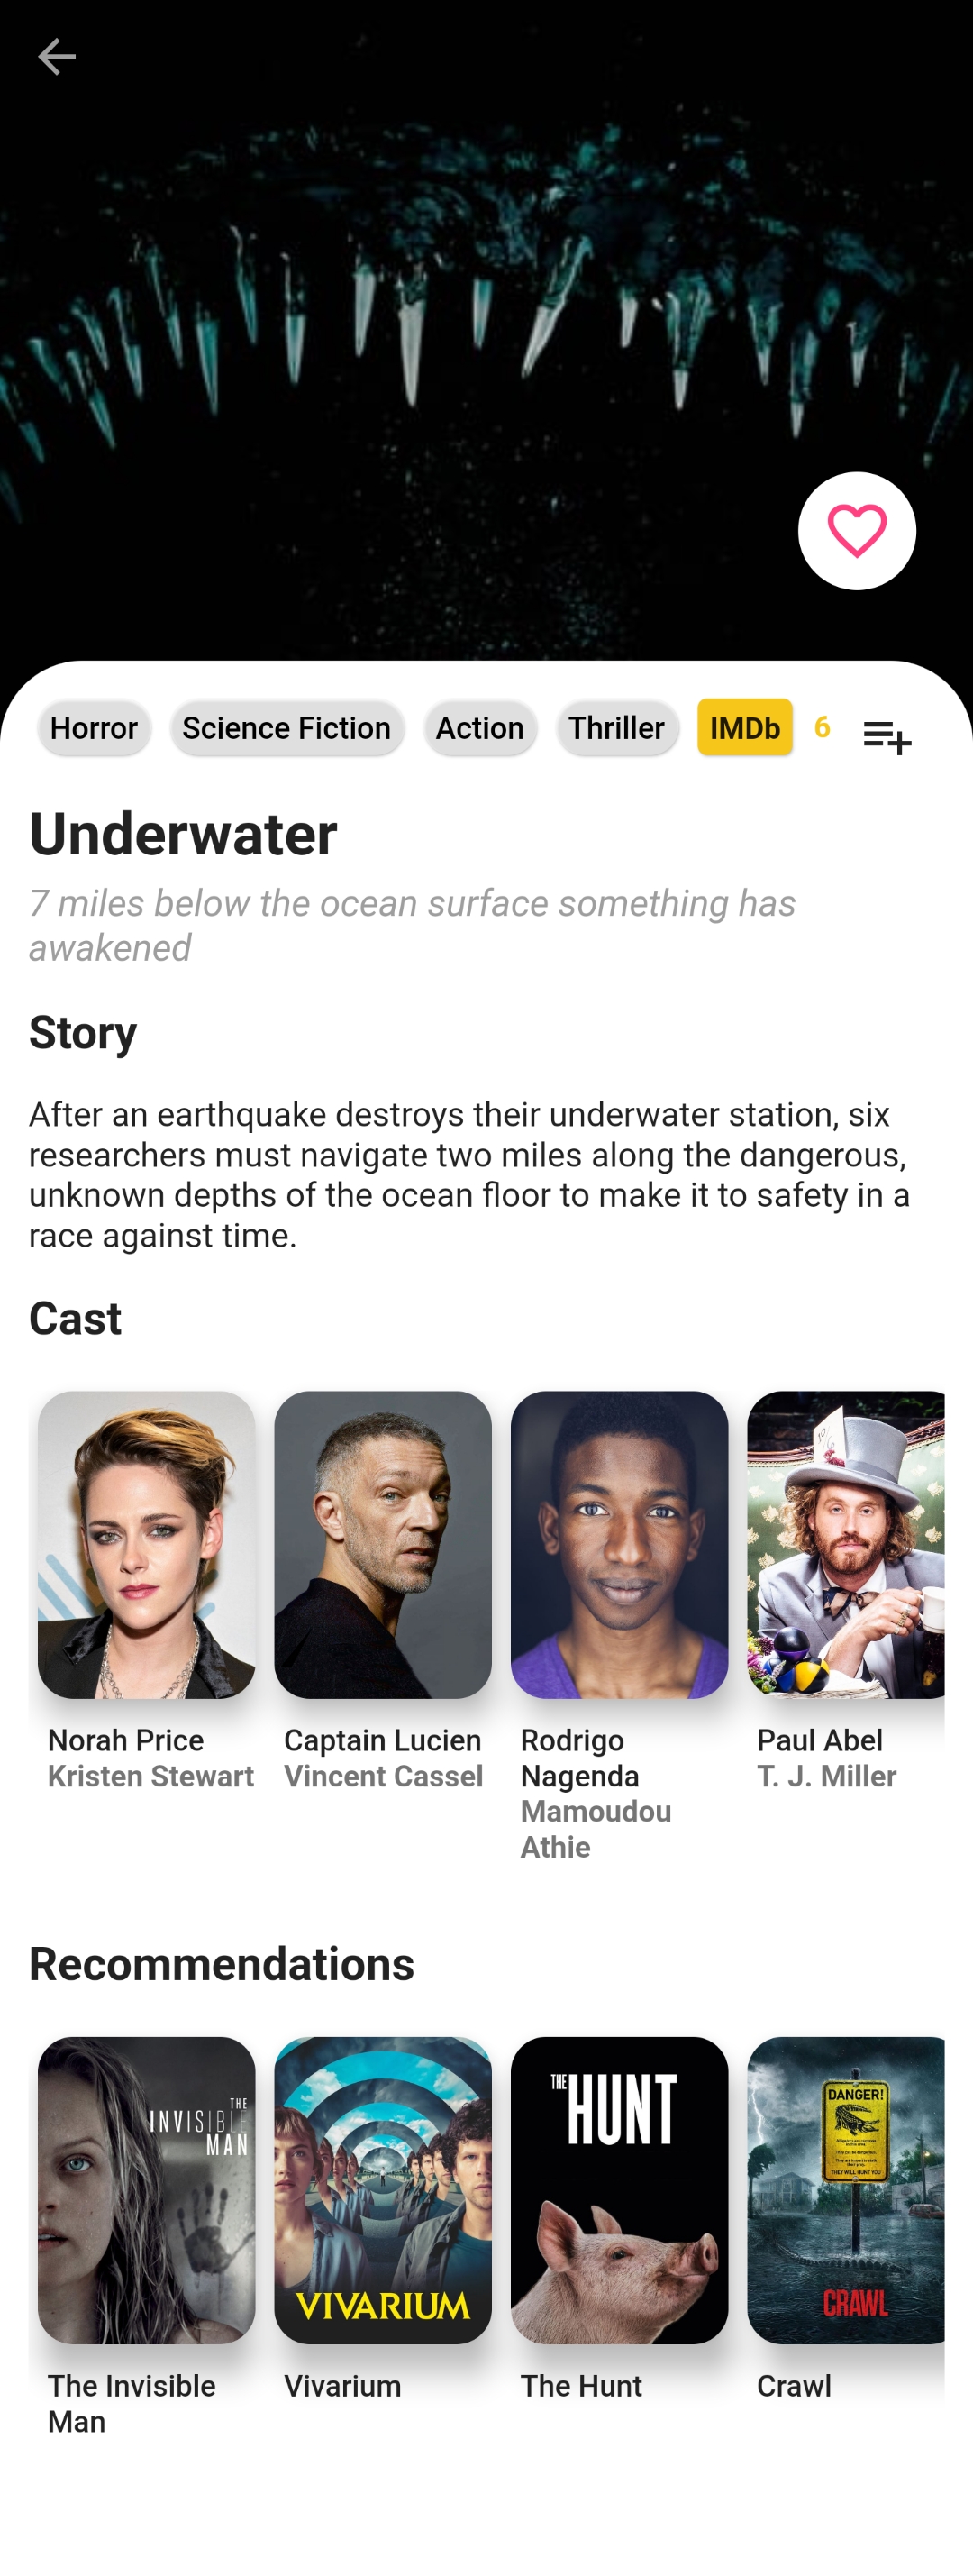 Horror
Science Fiction
Action
Thriller
IMDb
6
Underwater
7 miles below the ocean surface something has
awakened
Story
After an earthquake destroys their underwater station, six
researchers must navigate two miles along the dangerous,
unknown depths of the ocean floor to make it to safety in a
race against time.
Cast
Norah Price
Kristen Stewart
Captain Lucien
Vincent Cassel
Rodrigo
Nagenda
Mamoudou
Athie
Paul Abel
T. J. Miller
Recommendations
THE
INVISIBLE
MAN
VIVARIUM
THE HUNT
DANGER!
THEY WILL HUNT YOU
CRAWL
The Invisible
Man
Vivarium
The Hunt
Crawl